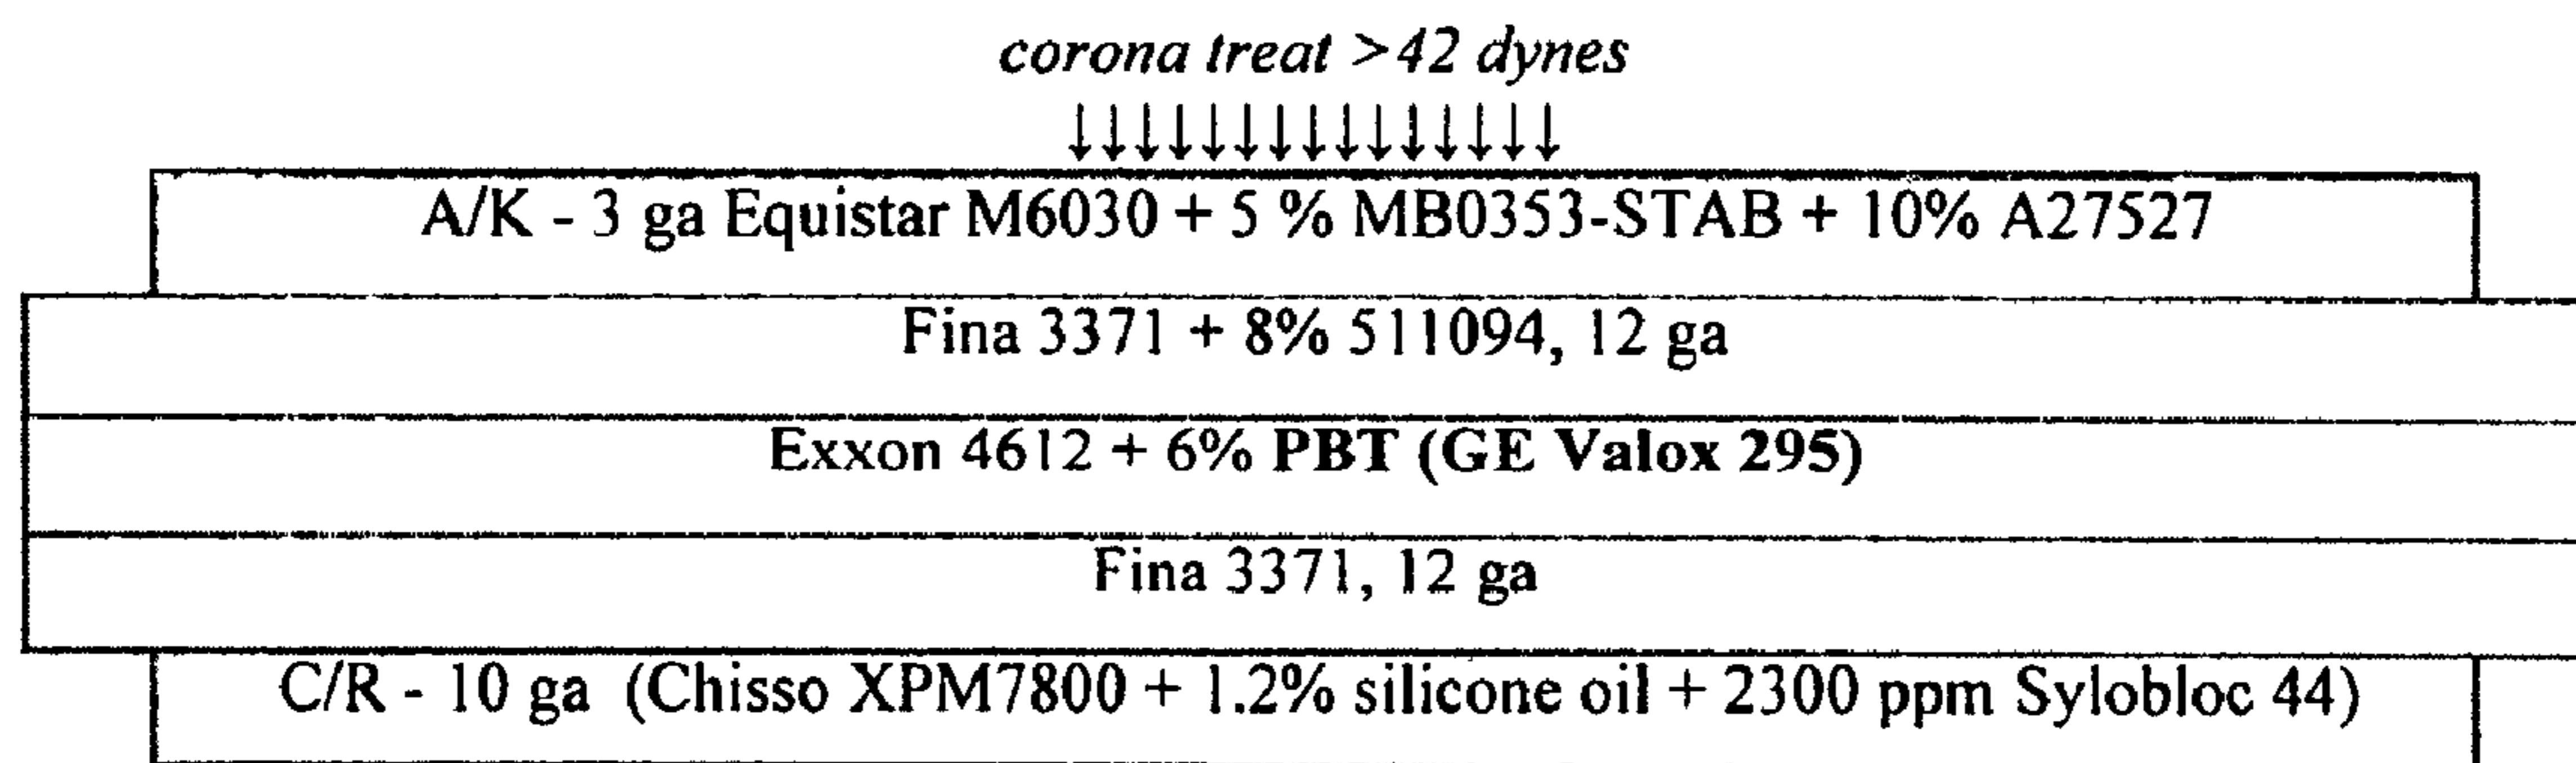 corona treat >42 dynes
↓↓↓↓↓↓↓↓↓↓↓↓↓↓↓
A/K - 3 ga Equistar M6030 + 5 % MB0353-STAB + 10% A27527
Fina 3371 + 8% 511094, 12 ga
Exxon 4612 + 6% PBT (GE Valox 295)
Fina 3371, 12 ga
C/R - 10 ga (Chisso XPM7800 + 1.2% silicone oil + 2300 ppm Sylobloc 44)